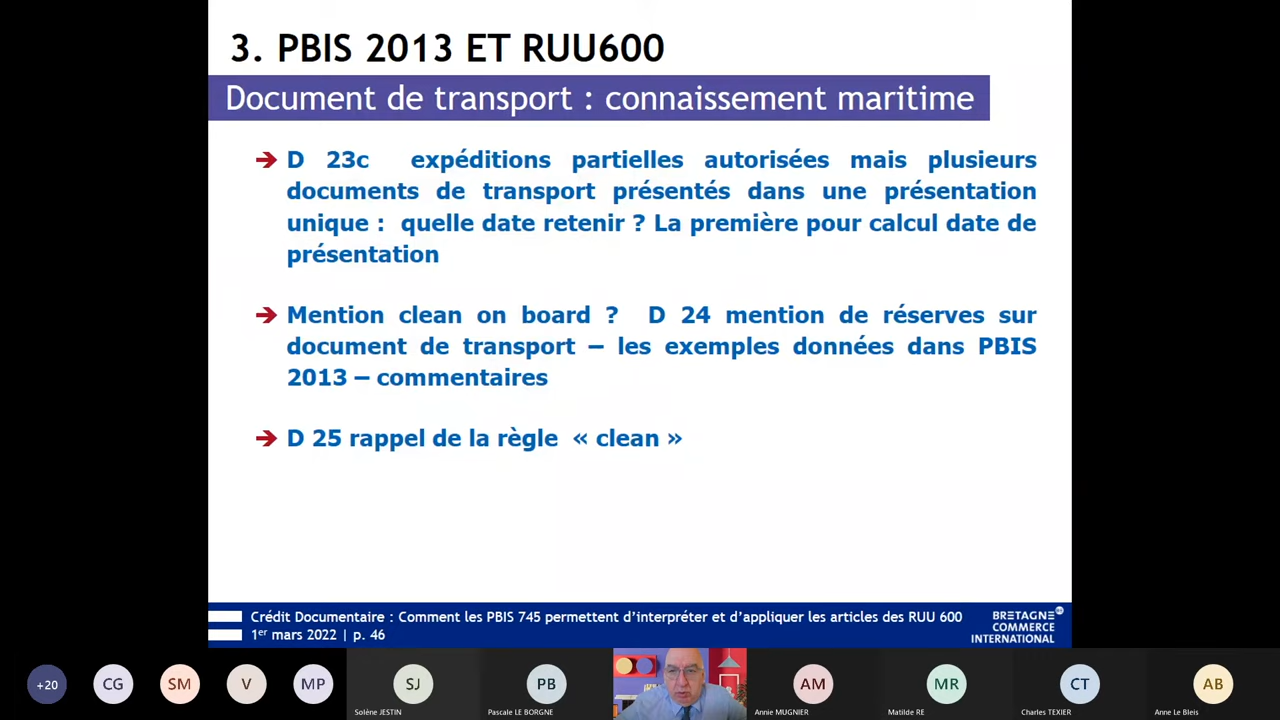 3. PBIS 2013 ET RUU600
Document de transport : connaissement maritime
D 23c expéditions partielles autorisées mais plusieurs
documents de transport présentés dans une présentation
unique : quelle date retenir ? La première pour calcul date de
présentation
Mention clean on board ? D 24 mention de réserves sur
document de transport – les exemples données dans PBIS
2013 – commentaires
D 25 rappel de la règle « clean »
Crédit Documentaire : Comment les PBIS 745 permettent d'interpréter et d'appliquer les articles des RUU 600
1er mars 2022 | p. 46
BRETAGNE
COMMERCE
INTERNATIONAL
+20
CG
SM
V
MP
SJ
Solène JESTIN
PB
Pascale LE BORGNE
AM
Annie MUGNIER
MR
Matilde RE
CT
Charles TEXIER
AB
Anne Le Bleis